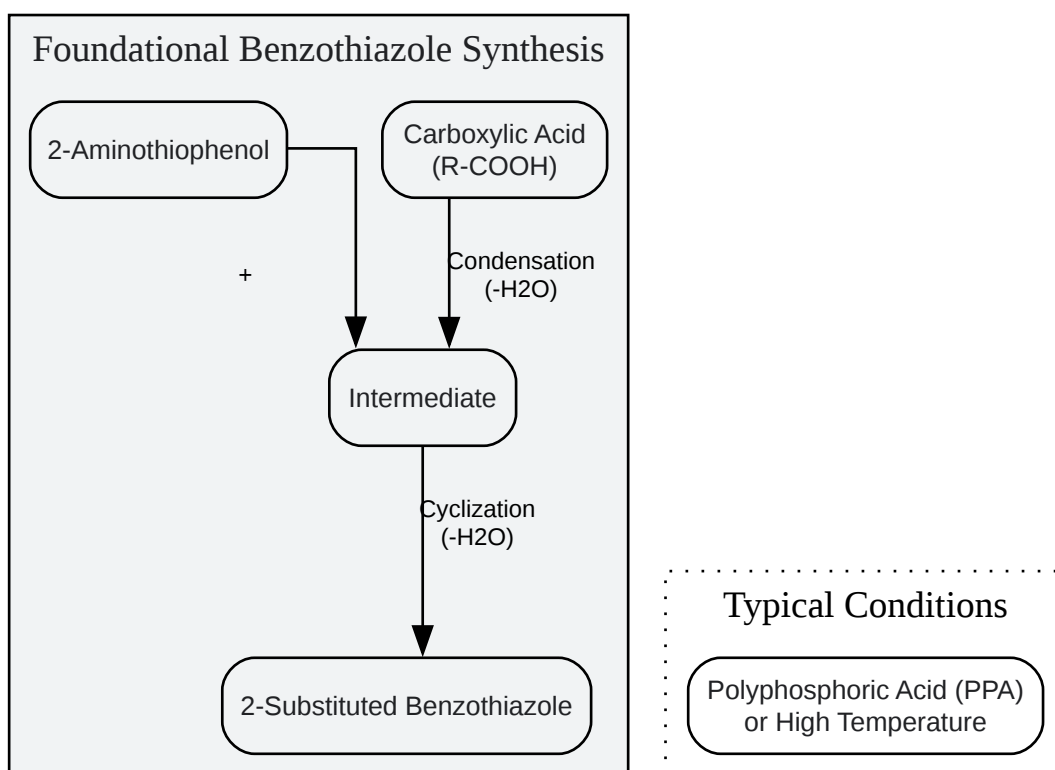 Foundational Benzothiazole Synthesis
2-Aminothiophenol
Carboxylic Acid
(R-COOH)
+
Condensation
(-H2O)
Intermediate
Cyclization
(-H2O)
2-Substituted Benzothiazole
Typical Conditions
Polyphosphoric Acid (PPA)
or High Temperature